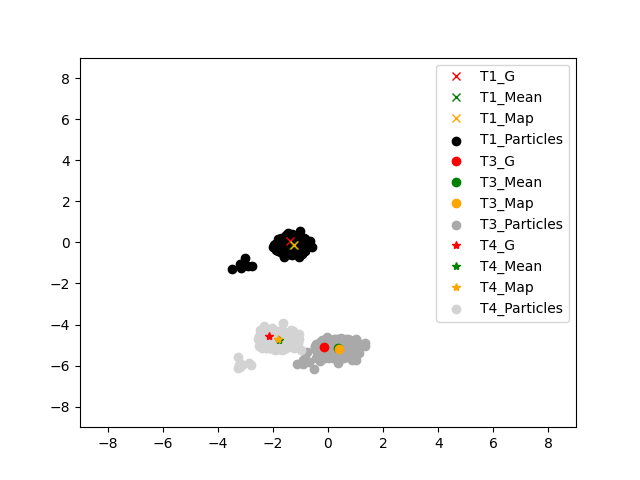 8
6
4
2
0
−2
−4
−6
−8
−8 −6 −4 −2 0 2 4 6 8
T1_G
T1_Mean
T1_Map
T1_Particles
T3_G
T3_Mean
T3_Map
T3_Particles
T4_G
T4_Mean
T4_Map
T4_Particles